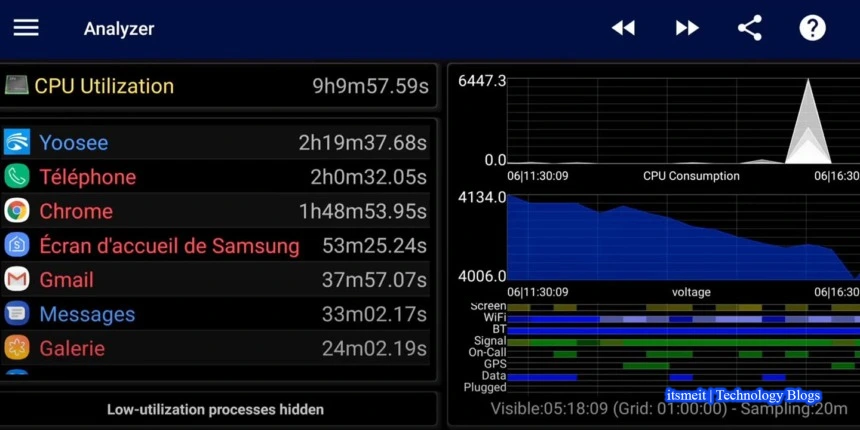 Analyzer
CPU Utilization 9h9m57.59s
Yoosee 2h19m37.68s
Téléphone 2h0m32.05s
Chrome 1h48m53.95s
Écran d'accueil de Samsung 53m25.24s
Gmail 37m57.07s
Messages 33m02.17s
Galerie 24m02.19s
Low-utilization processes hidden
6447.3
0.0
06|11:30:09 CPU Consumption 06|16:30
4134.0
4006.0
06|11:30:09 voltage 06|16:30
Screen
WiFi
BT
Signal
On-Call
GPS
Data
Plugged
itsmeit | Technology Blogs
Visible:05:18:09 (Grid: 01:00:00) - Sampling:20m